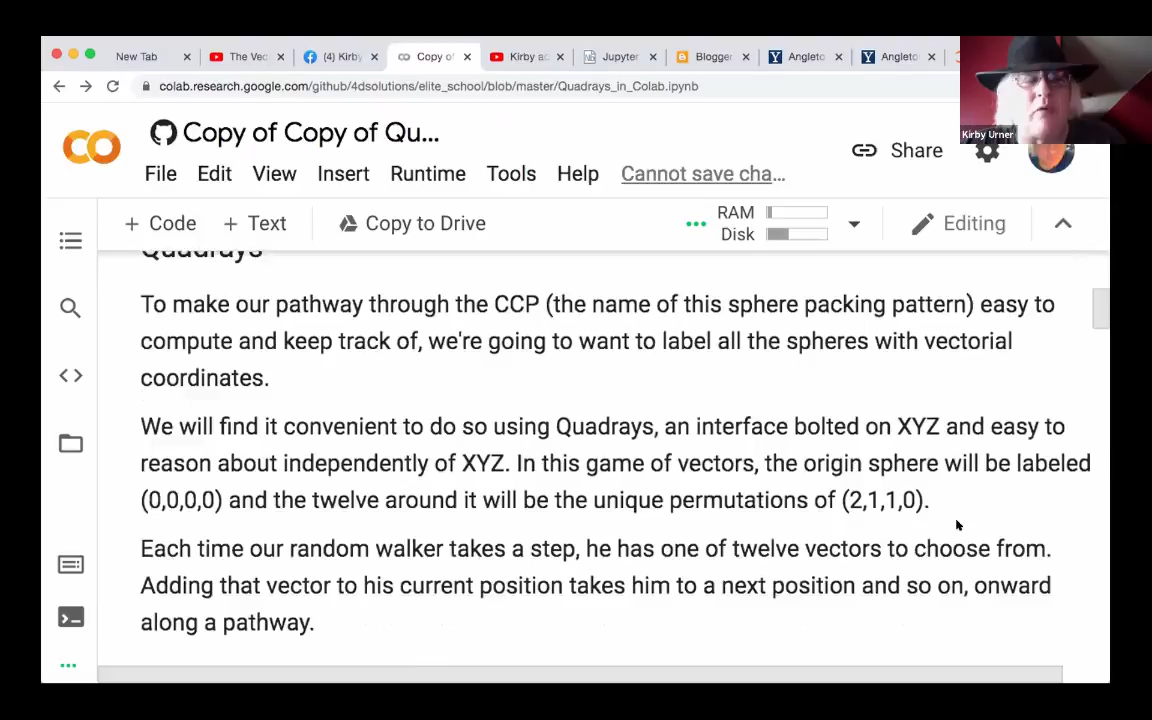 New Tab
The Vec
(4) Kirby
Copy of
Kirby ab
Jupyter
Blogger
Angleto
Angleto
colab.research.google.com/github/4dsolutions/elite_school/blob/master/Quadrays_in_Colab.ipynb
Kirby Urner
Copy of Copy of Qu...
Share
File Edit View Insert Runtime Tools Help Cannot save cha...
+ Code + Text Copy to Drive
RAM
Disk
Editing
Quadrays
To make our pathway through the CCP (the name of this sphere packing pattern) easy to
compute and keep track of, we're going to want to label all the spheres with vectorial
coordinates.
We will find it convenient to do so using Quadrays, an interface bolted on XYZ and easy to
reason about independently of XYZ. In this game of vectors, the origin sphere will be labeled
(0,0,0,0) and the twelve around it will be the unique permutations of (2,1,1,0).
Each time our random walker takes a step, he has one of twelve vectors to choose from.
Adding that vector to his current position takes him to a next position and so on, onward
along a pathway.